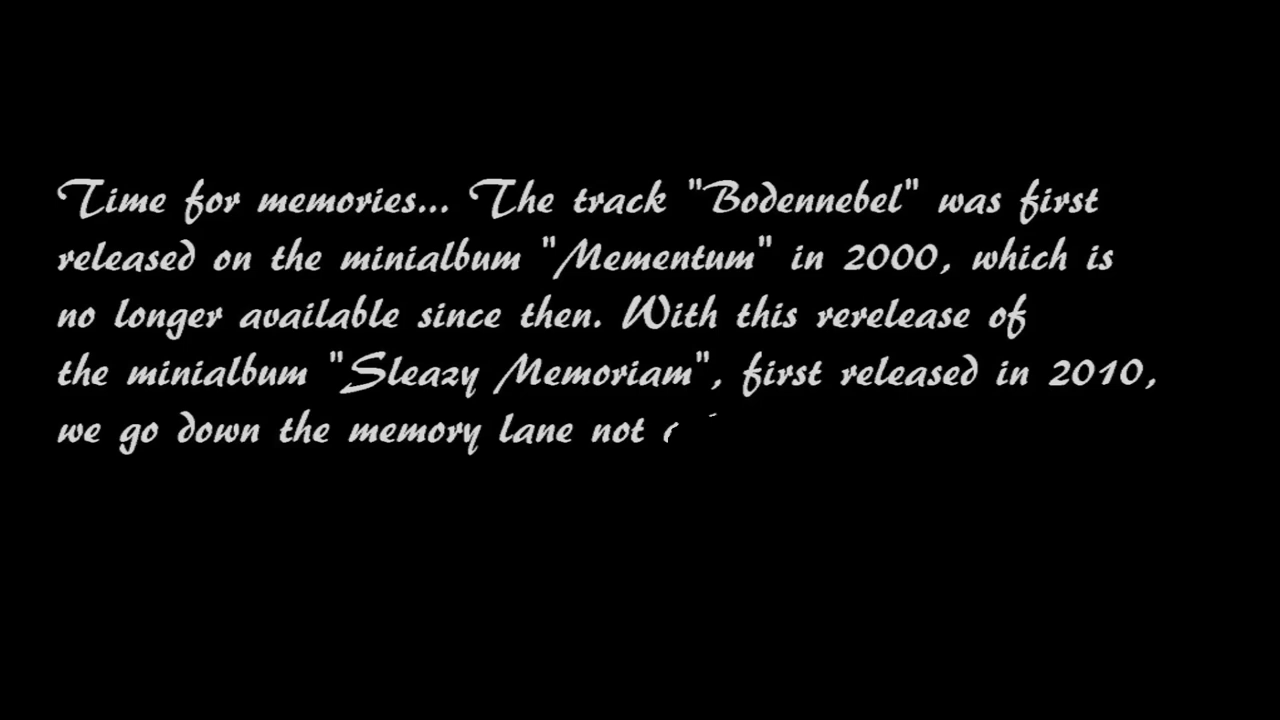 Time for memories... The track "Bodennebel" was first
released on the minialbum "Mementum" in 2000, which is
no longer available since then. With this rerelease of
the minialbum "Sleazy Memoriam", first released in 2010,
we go down the memory lane not